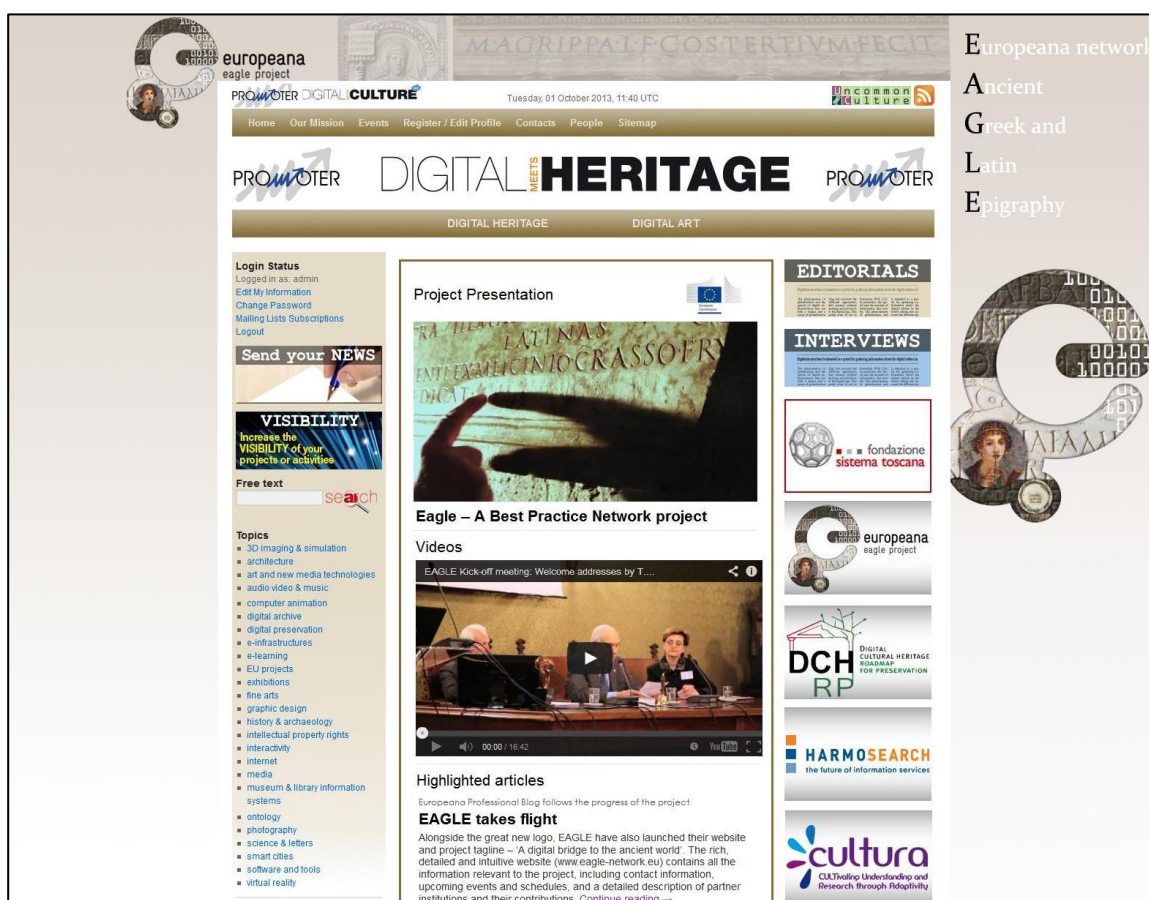 europeana
eagle project
M·AGRIPPA·L·F·COS·TERTIVM·FECIT
Europeana network
Ancient
Greek and
Latin
Epigraphy
PROMOTER DIGITAL CULTURE
Tuesday, 01 October 2013, 11:40 UTC
Uncommon
Culture
Home Our Mission Events Register / Edit Profile Contacts People Sitemap
PROMOTER DIGITAL MEETS HERITAGE PROMOTER
DIGITAL HERITAGE DIGITAL ART
Login Status
Logged in as: admin
Edit My Information
Change Password
Mailing Lists Subscriptions
Logout
Send your NEWS
VISIBILITY
Increase the
VISIBILITY of your
projects or activities
Free text
search
Topics
3D imaging & simulation
architecture
art and new media technologies
audio video & music
computer animation
digital archive
digital preservation
e-infrastructures
e-learning
EU projects
exhibitions
fine arts
graphic design
history & archaeology
intellectual property rights
interactivity
internet
media
museum & library information
systems
ontology
photography
science & letters
smart cities
software and tools
virtual reality
Project Presentation
LATINAS
Eagle – A Best Practice Network project
Videos
EAGLE Kick-off meeting: Welcome addresses by T....
00:00 / 16:42
YouTube
Highlighted articles
Europeana Professional Blog follows the progress of the project
EAGLE takes flight
Alongside the great new logo, EAGLE have also launched their website
and project tagline – 'A digital bridge to the ancient world'. The rich,
detailed and intuitive website (www.eagle-network.eu) contains all the
information relevant to the project, including contact information,
upcoming events and schedules, and a detailed description of partner
institutions and their contributions. Continue reading →
EDITORIALS
INTERVIEWS
fondazione
sistema toscana
europeana
eagle project
DCH
RP
DIGITAL
CULTURAL HERITAGE
ROADMAP
FOR PRESERVATION
HARMOSEARCH
the future of information services
cultura
CULTivating Understanding and
Research through Adaptivity